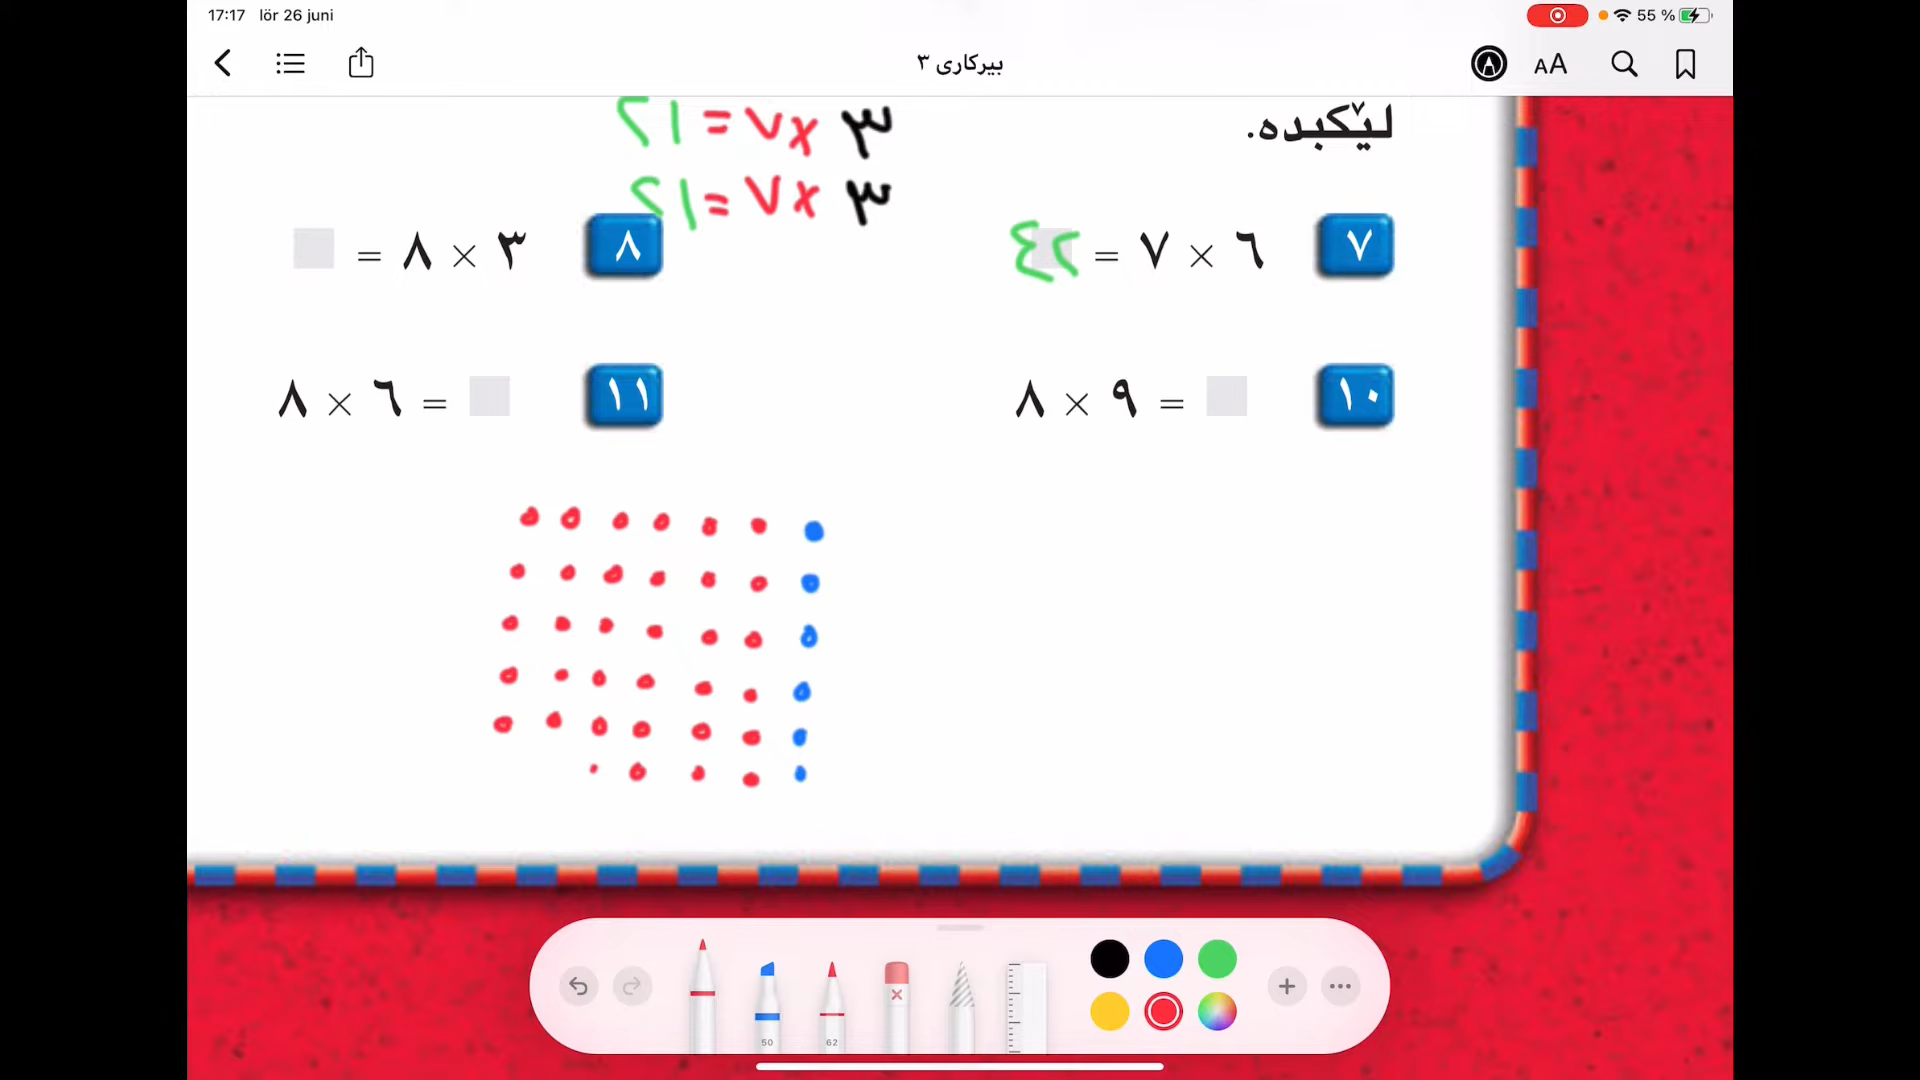 17:17 lör 26 juni
55 %
بیرکاری ٣
AA
لێکبده.
٣ x ٧ = ٢١
٣ x ٧ = ٢١
٧ ٦ × ٧ = ٤٢
٨ ٣ × ٨ =
١٠ ٨ × ٩ =
١١ ٨ × ٦ =
50
62